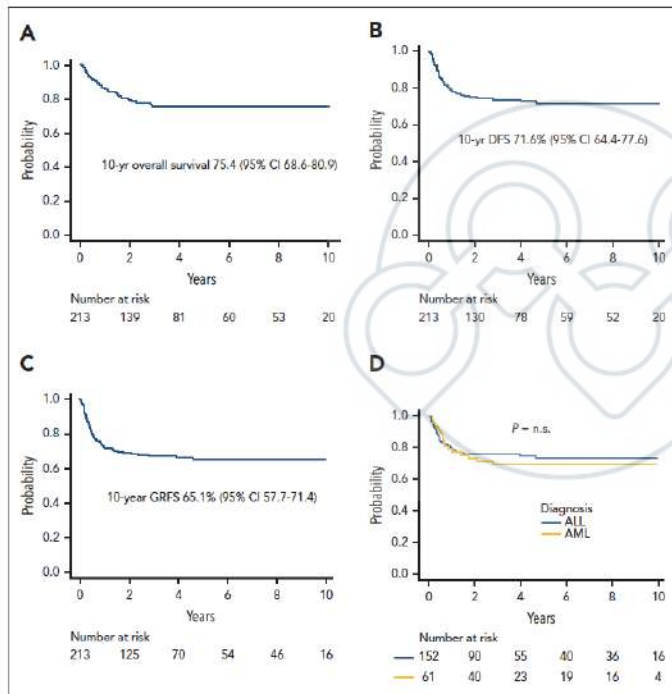 A
1.0
0.8
0.6
0.4
0.2
0.0
Probability
10-yr overall survival 75.4 (95% CI 68.6-80.9)
0 2 4 6 8 10
Years
Number at risk
213 139 81 60 53 20
B
1.0
0.8
0.6
0.4
0.2
0.0
Probability
10-yr DFS 71.6% (95% CI 64.4-77.6)
0 2 4 6 8 10
Years
Number at risk
213 130 78 59 52 20
C
1.0
0.8
0.6
0.4
0.2
0.0
Probability
10-year GRFS 65.1% (95% CI 57.7-71.4)
0 2 4 6 8 10
Years
Number at risk
213 125 70 54 46 16
D
1.0
0.8
0.6
0.4
0.2
0.0
Probability
P = n.s.
Diagnosis
ALL
AML
0 2 4 6 8 10
Years
Number at risk
152 90 55 40 36 16
61 40 23 19 16 4